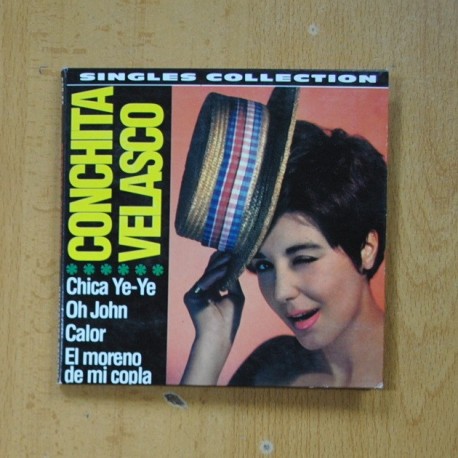 SINGLES COLLECTION
CONCHITA
VELASCO
Chica Ye-Ye
Oh John
Calor
El moreno
de mi copla